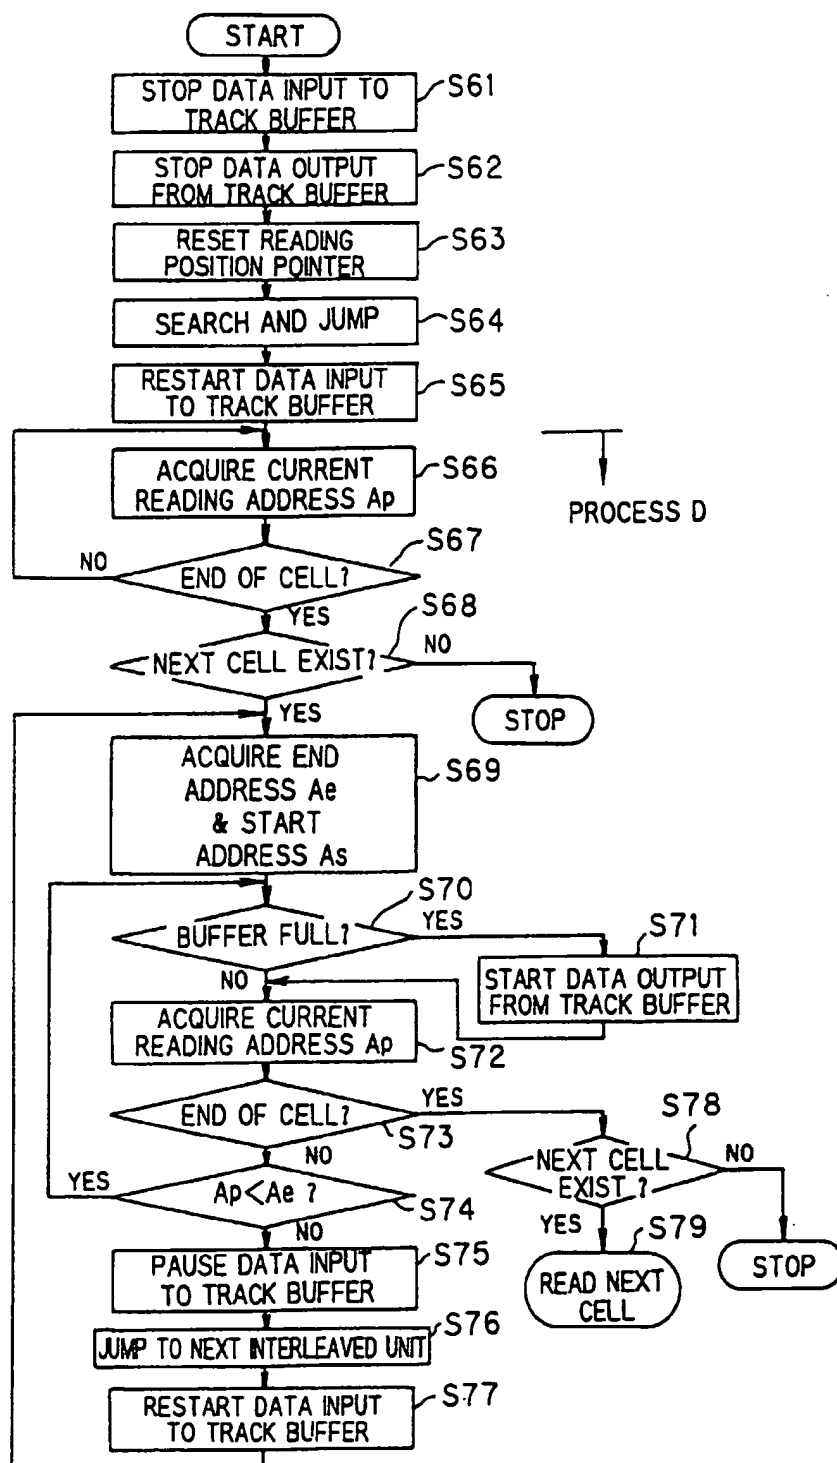 START
STOP DATA INPUT TO
TRACK BUFFER
S61
STOP DATA OUTPUT
FROM TRACK BUFFER
S62
RESET READING
POSITION POINTER
S63
SEARCH AND JUMP
S64
RESTART DATA INPUT
TO TRACK BUFFER
S65
ACQUIRE CURRENT
READING ADDRESS Ap
S66
PROCESS D
S67
NO
END OF CELL?
YES
S68
NEXT CELL EXIST?
NO
YES
STOP
ACQUIRE END
ADDRESS Ae
& START
ADDRESS As
S69
S70
BUFFER FULL?
YES
S71
NO
START DATA OUTPUT
FROM TRACK BUFFER
ACQUIRE CURRENT
READING ADDRESS Ap
S72
END OF CELL?
YES
S73
NO
S78
NEXT CELL
EXIST?
NO
YES
STOP
YES
Ap<Ae?
S74
NO
S79
READ NEXT
CELL
PAUSE DATA INPUT
TO TRACK BUFFER
S75
JUMP TO NEXT INTERLEAVED UNIT
S76
RESTART DATA INPUT
TO TRACK BUFFER
S77